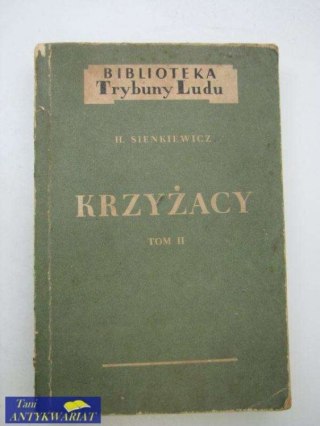 BIBLIOTEKA
Trybuny Ludu
H. SIENKIEWICZ
KRZYŻACY
TOM II
Tani
ANTYKWARIAT